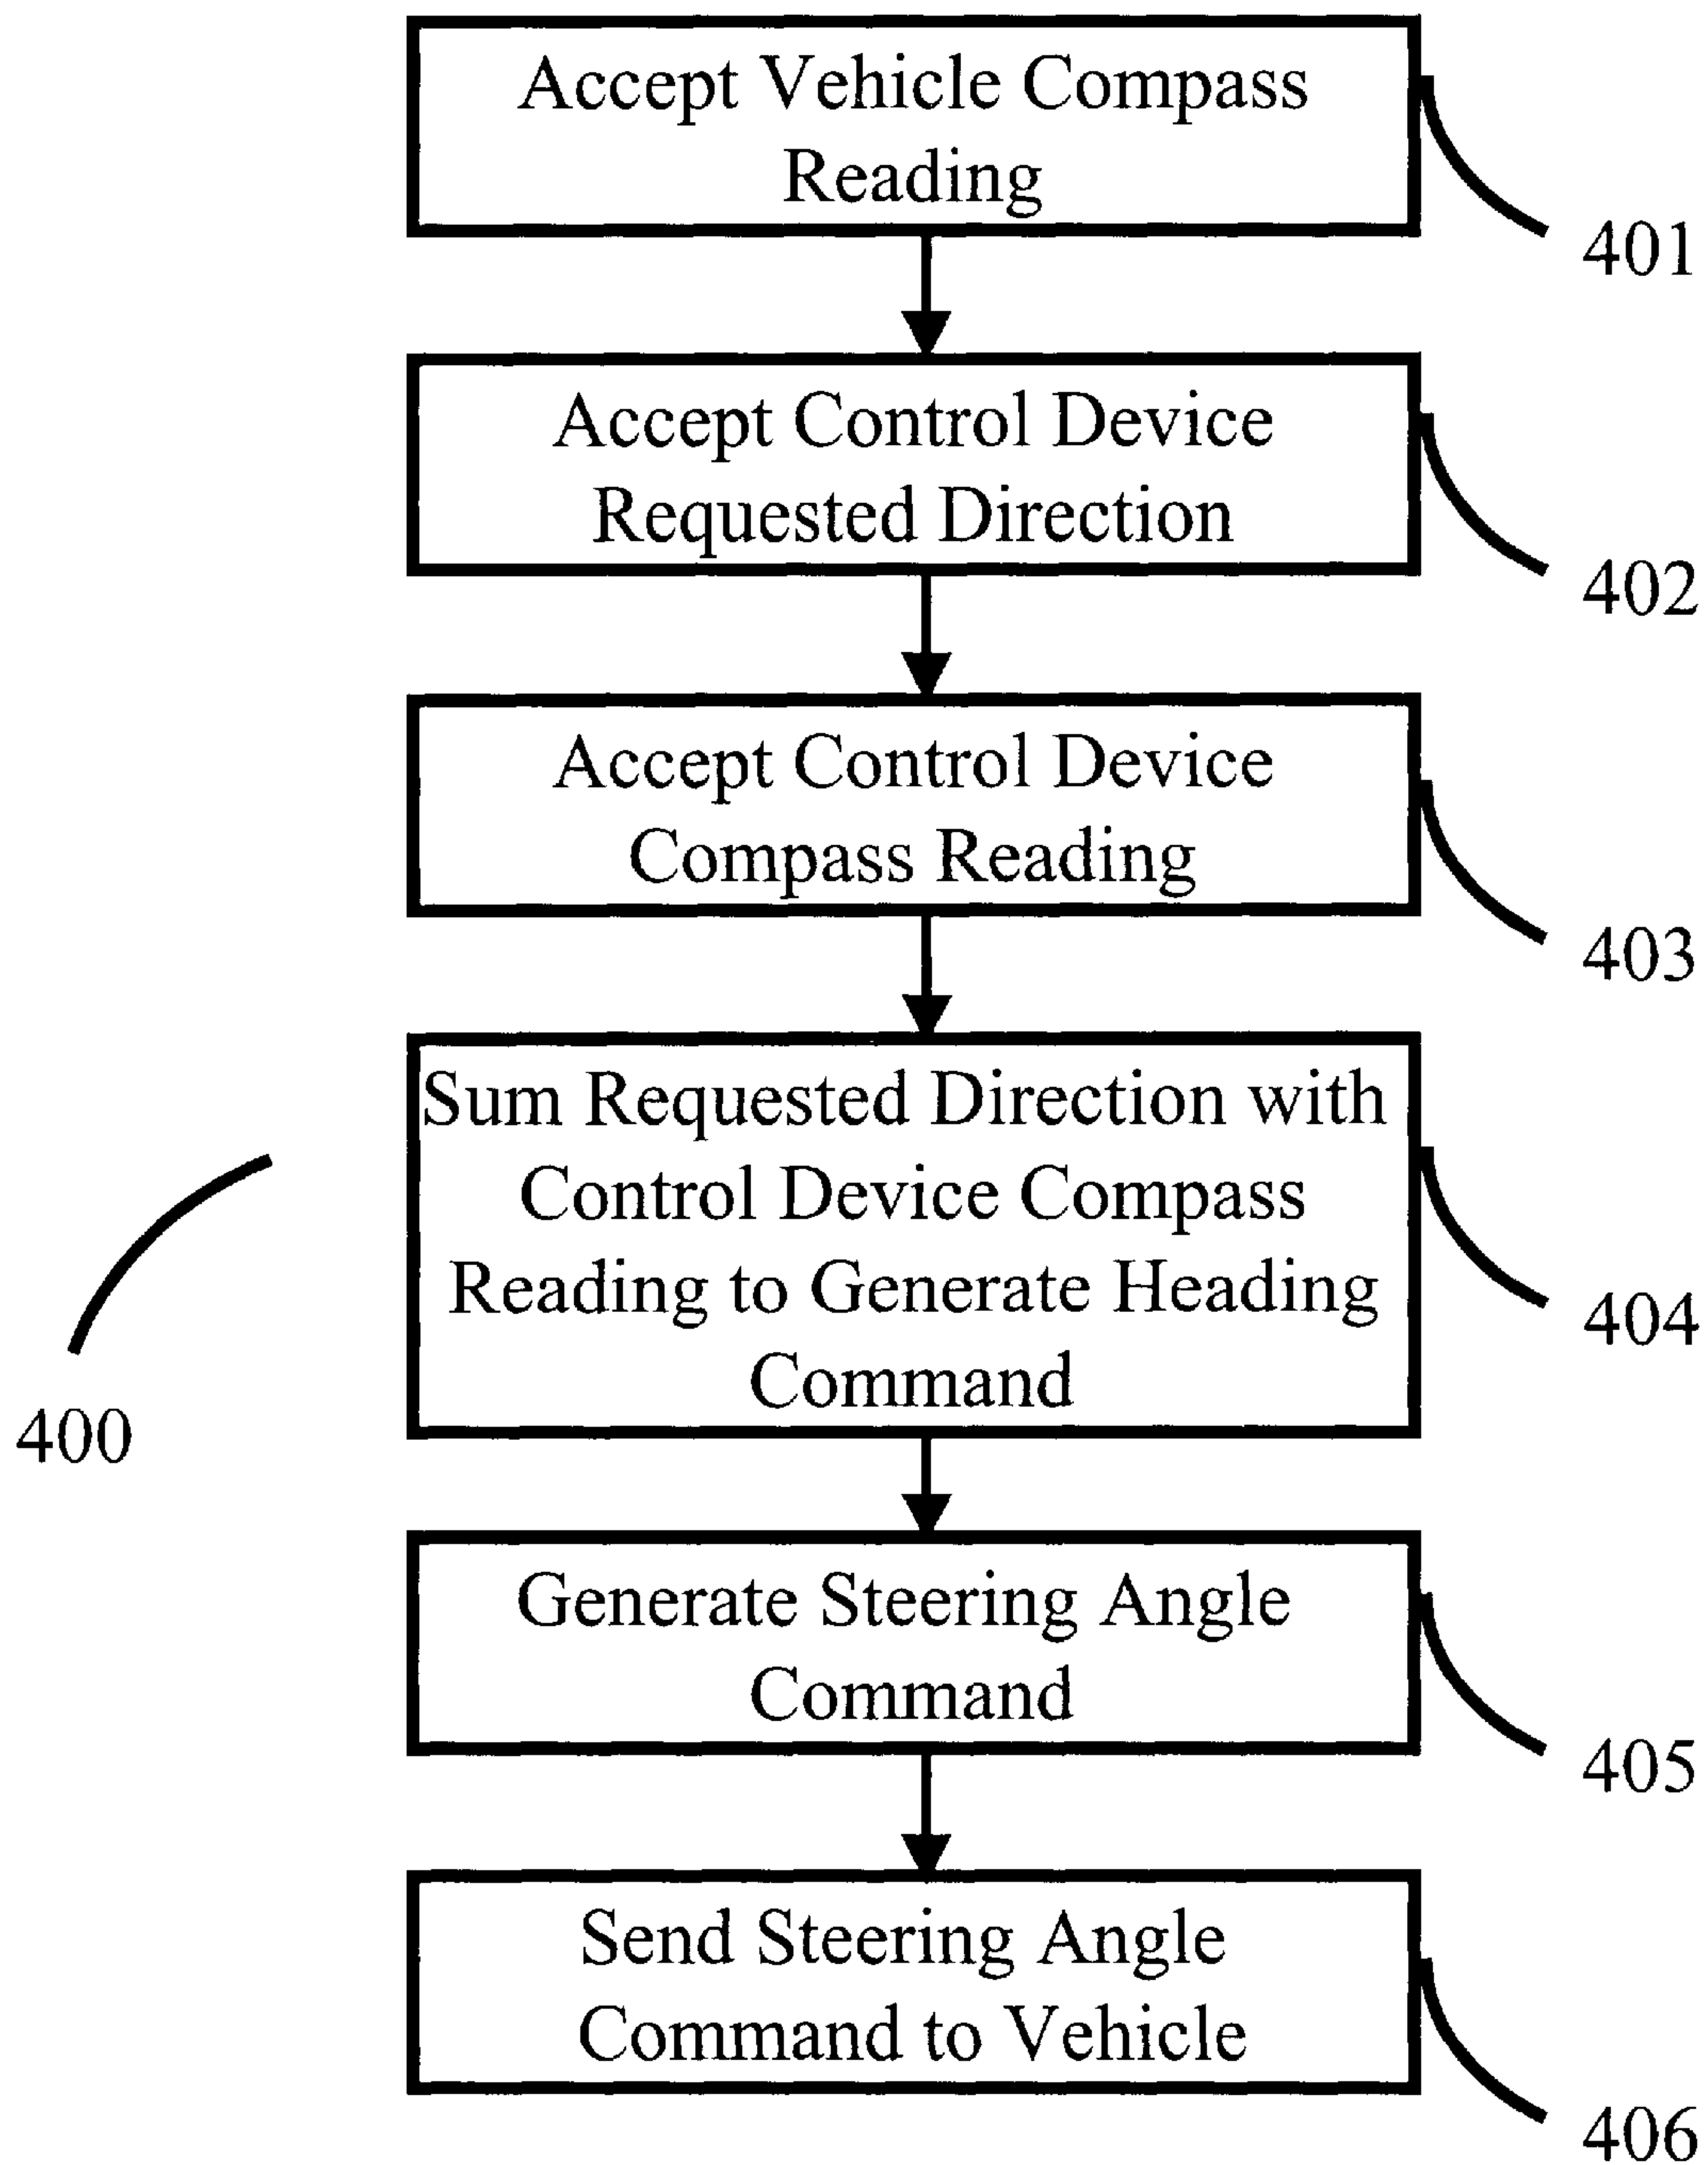 Accept Vehicle Compass
Reading
401
Accept Control Device
Requested Direction
402
Accept Control Device
Compass Reading
403
Sum Requested Direction with
Control Device Compass
Reading to Generate Heading
Command
404
400
Generate Steering Angle
Command
405
Send Steering Angle
Command to Vehicle
406